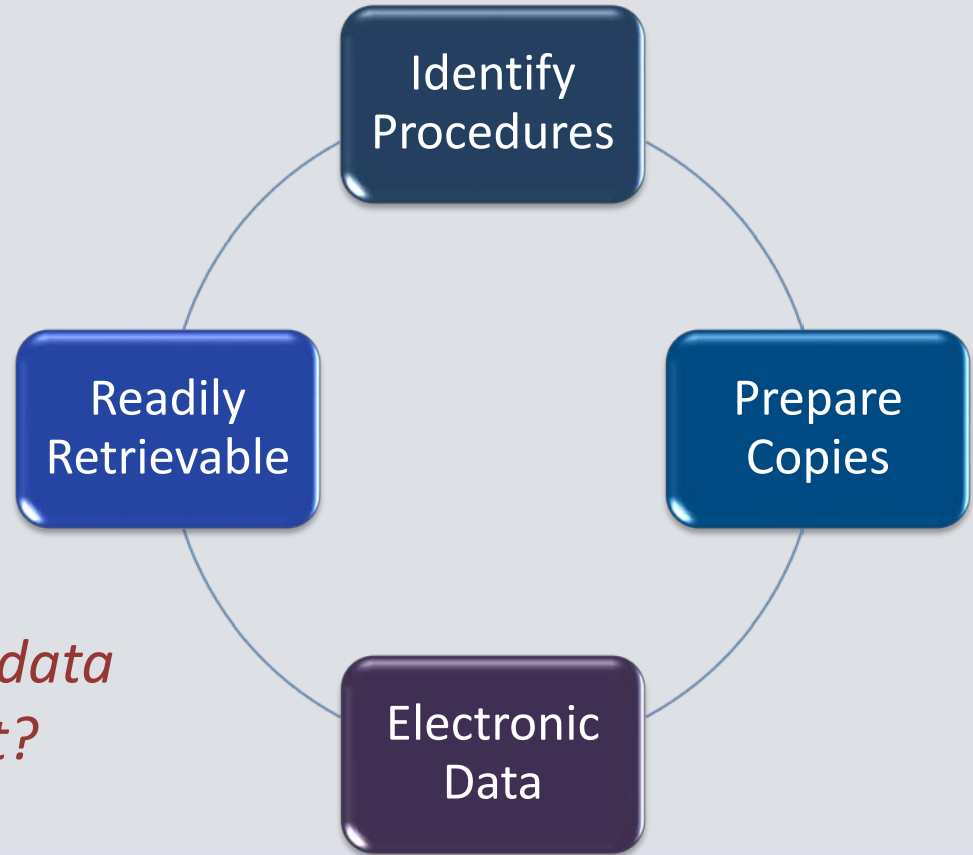 Identify
Procedures
Readily
Retrievable
Prepare
Copies
data
Electronic
Data